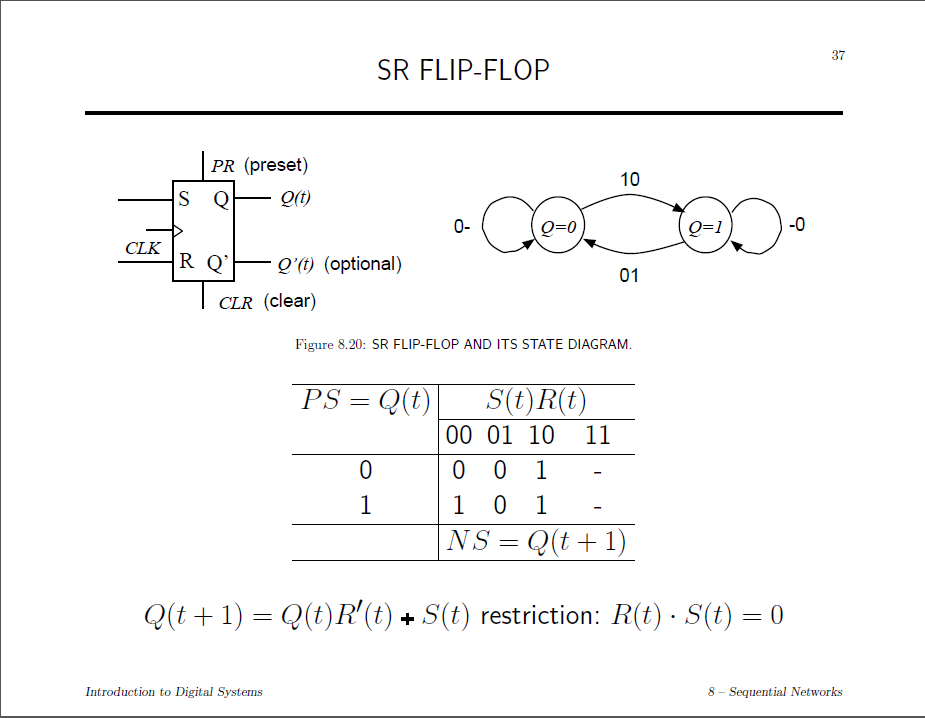 37
SR FLIP-FLOP
PR (preset)
S Q Q(t)
CLK
R Q' Q'(t) (optional)
CLR (clear)
10
0- Q=0 Q=1 -0
01
Figure 8.20: SR FLIP-FLOP AND ITS STATE DIAGRAM.
PS = Q(t) S(t)R(t)
00 01 10 11
0 0 0 1 -
1 1 0 1 -
NS = Q(t + 1)
Q(t + 1) = Q(t)R′(t) + S(t) restriction: R(t) · S(t) = 0
Introduction to Digital Systems 8 – Sequential Networks